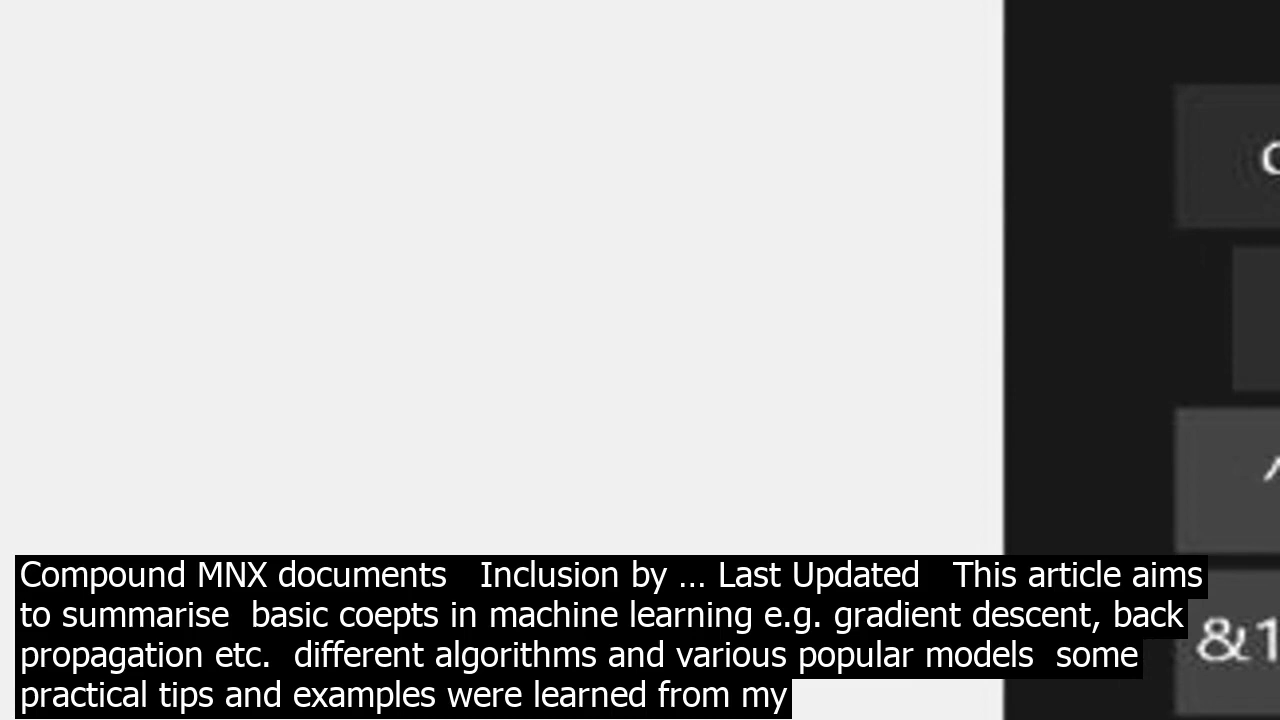 Compound MNX documents   Inclusion by ... Last Updated   This article aims
to summarise  basic coepts in machine learning e.g. gradient descent, back
propagation etc.  different algorithms and various popular models  some
practical tips and examples were learned from my
&1